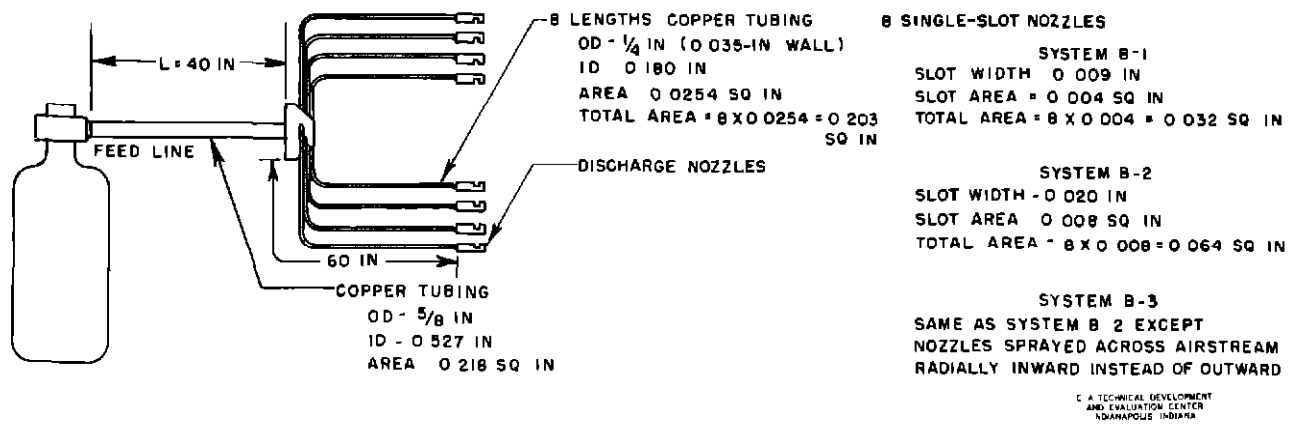 L = 40 IN
FEED LINE
8 LENGTHS COPPER TUBING
OD - 1/4 IN (0 035-IN WALL)
ID 0 180 IN
AREA 0 0254 SQ IN
TOTAL AREA = 8 X 0 0254 = 0 203
SQ IN
DISCHARGE NOZZLES
60 IN
COPPER TUBING
OD - 5/8 IN
ID - 0 527 IN
AREA 0 218 SQ IN
8 SINGLE-SLOT NOZZLES
SYSTEM B-1
SLOT WIDTH 0 009 IN
SLOT AREA = 0 004 SQ IN
TOTAL AREA = 8 X 0 004 = 0 032 SQ IN
SYSTEM B-2
SLOT WIDTH - 0 020 IN
SLOT AREA 0 008 SQ IN
TOTAL AREA - 8 X 0 008 = 0 064 SQ IN
SYSTEM B-3
SAME AS SYSTEM B 2 EXCEPT
NOZZLES SPRAYED ACROSS AIRSTREAM
RADIALLY INWARD INSTEAD OF OUTWARD
C A TECHNICAL DEVELOPMENT
AND EVALUATION CENTER
INDIANAPOLIS INDIANA